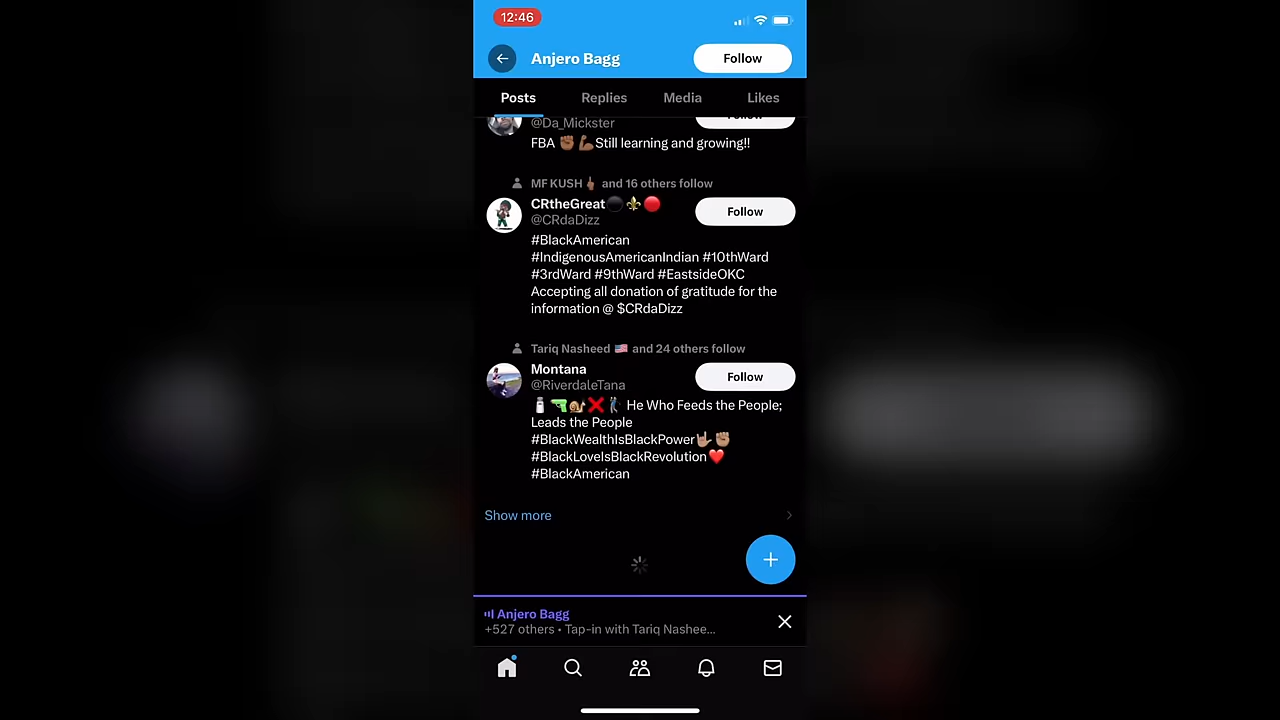 12:46
Anjero Bagg
Follow
Posts
Replies
Media
Likes
@Da_Mickster
Follow
FBA ✊🏾💪🏾Still learning and growing!!
MF KUSH🖕🏾 and 16 others follow
CRtheGreat⚫⚜️🔴
Follow
@CRdaDizz
#BlackAmerican
#IndigenousAmericanIndian #10thWard
#3rdWard #9thWard #EastsideOKC
Accepting all donation of gratitude for the
information @ $CRdaDizz
Tariq Nasheed 🇺🇸 and 24 others follow
Montana
Follow
@RiverdaleTana
🧂🔫🐌❌🚶🏿 He Who Feeds the People;
Leads the People
#BlackWealthIsBlackPower🤟🏽✊🏽
#BlackLoveIsBlackRevolution❤️
#BlackAmerican
Show more
Anjero Bagg
+527 others • Tap-in with Tariq Nashee...